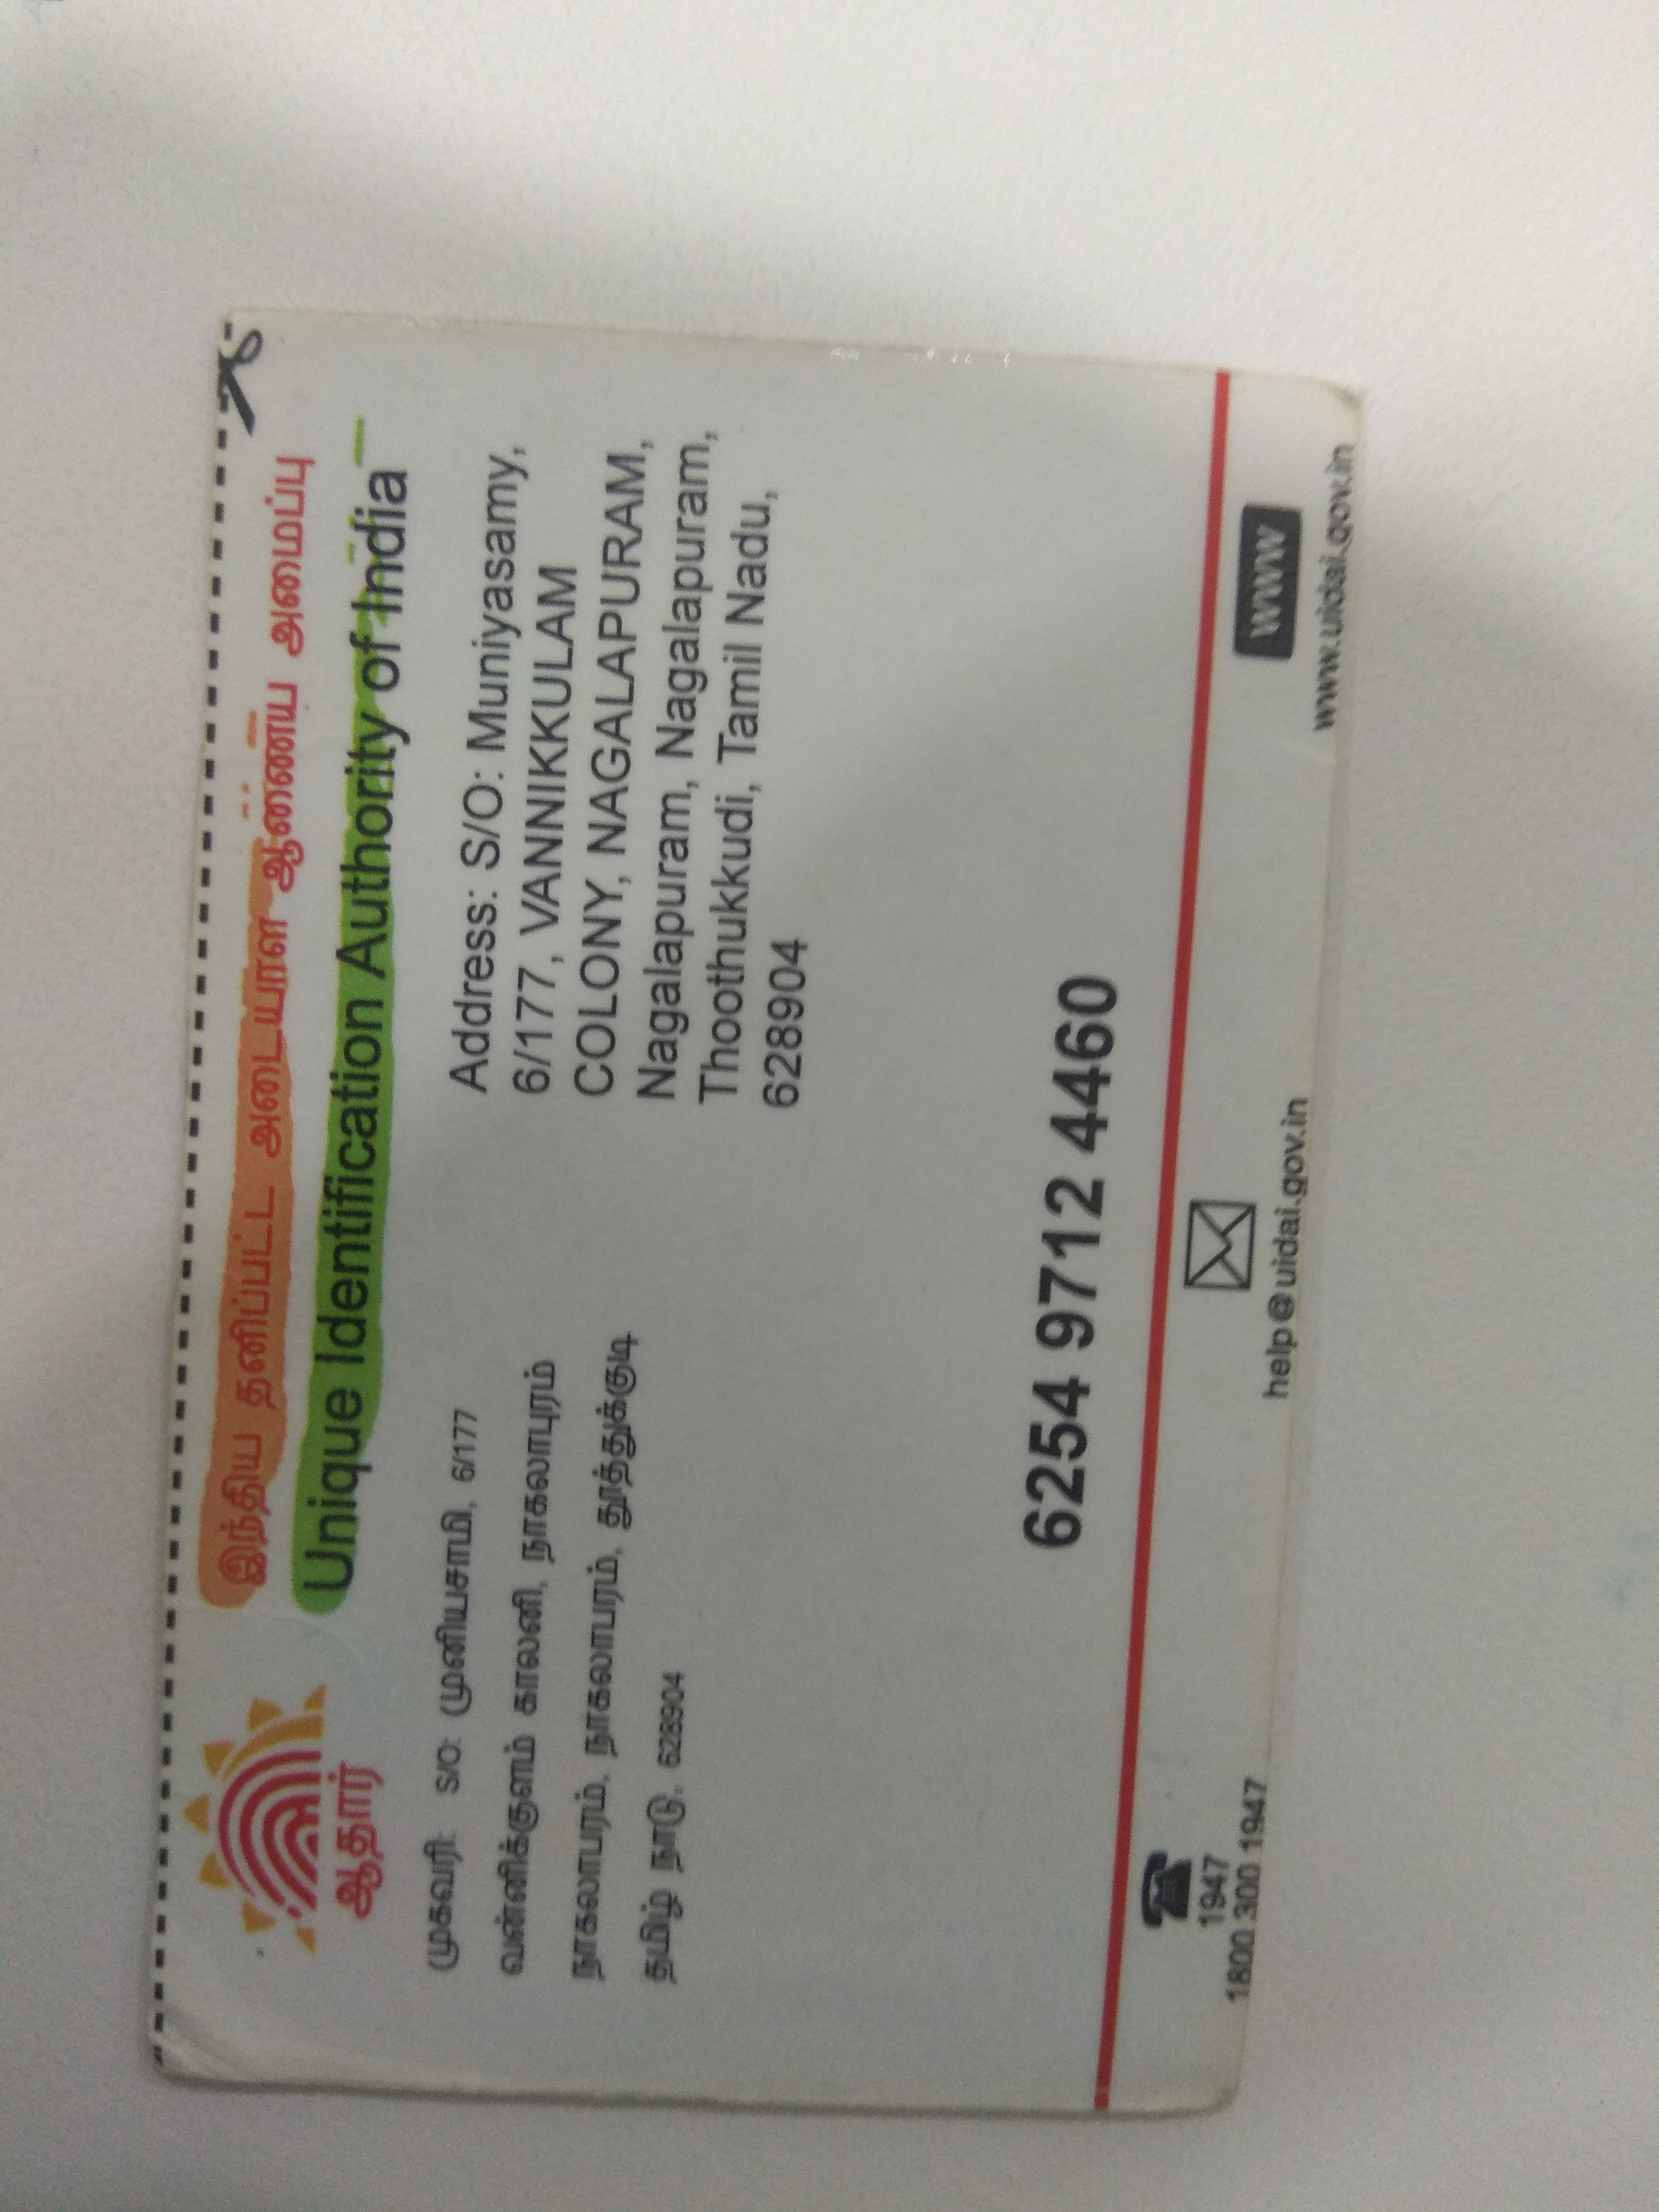 இந்திய தனிப்பட்ட அடையாள ஆணைய அமைப்பு
Unique Identification Authority of India
ஆதார்
முகவரி: S/O: முனியசாமி, 6/177
வன்னிக்குளம் காலனி, நாகலாபுரம்
நாகலாபுரம், நாகலாபுரம், தூத்துக்குடி
தமிழ் நாடு, 628904
Address: S/O: Muniyasamy,
6/177, VANNIKKULAM
COLONY, NAGALAPURAM,
Nagalapuram, Nagalapuram,
Thoothukkudi, Tamil Nadu,
628904
6254 9712 4460
1947
1800 300 1947
help@uidai.gov.in
www
www.uidai.gov.in